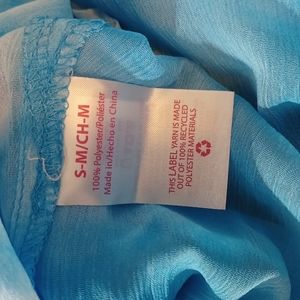 S-M/CH-M
100% Polyester/Poliéster
Made in/Hecho en China
THIS LABEL YARN IS MADE
OUT OF 100% RECYCLED
POLYESTER MATERIALS